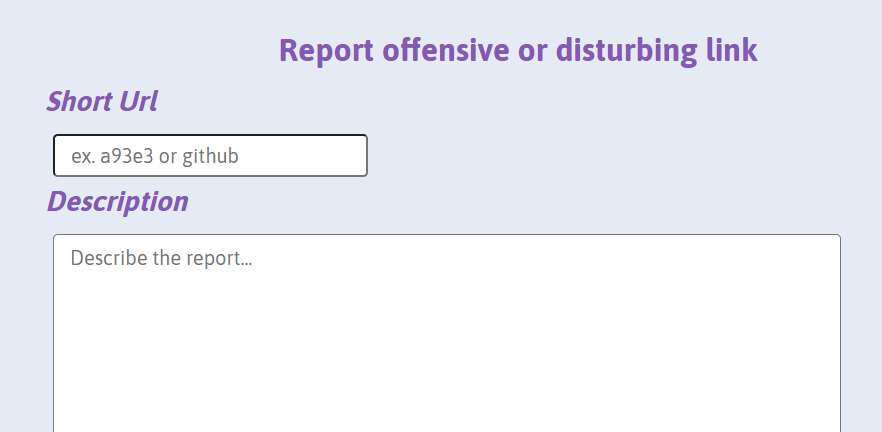 Report offensive or disturbing link
Short Url
ex. a93e3 or github
Description
Describe the report...